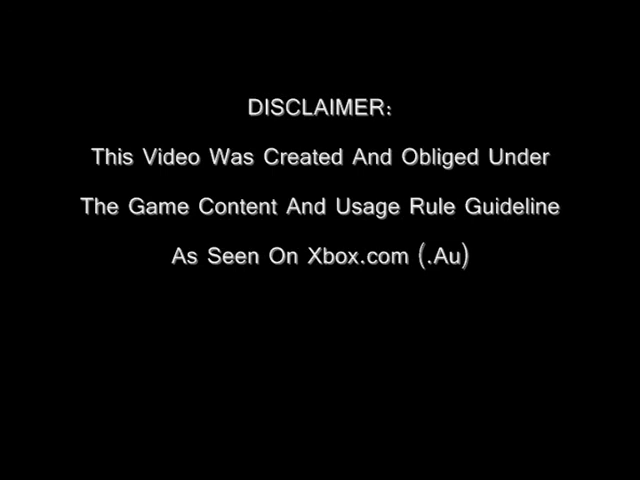 DISCLAIMER:
This Video Was Created And Obliged Under
The Game Content And Usage Rule Guideline
As Seen On Xbox.com (.Au)